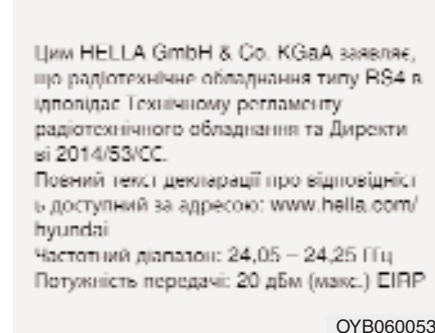 Цим HELLA GmbH & Co. KGaA заявляє,
що радіотехнічне обладнання типу RS4 в
ідповідає Технічному регламенту
радіотехнічного обладнання та Директи
ві 2014/53/ЄС.
Повний текст декларації про відповідніст
ь доступний за адресою: www.hella.com/
hyundai
Частотний діапазон: 24,05 – 24,25 ГГц
Потужність передачі: 20 дБм (макс.) EIRP
OYB060053